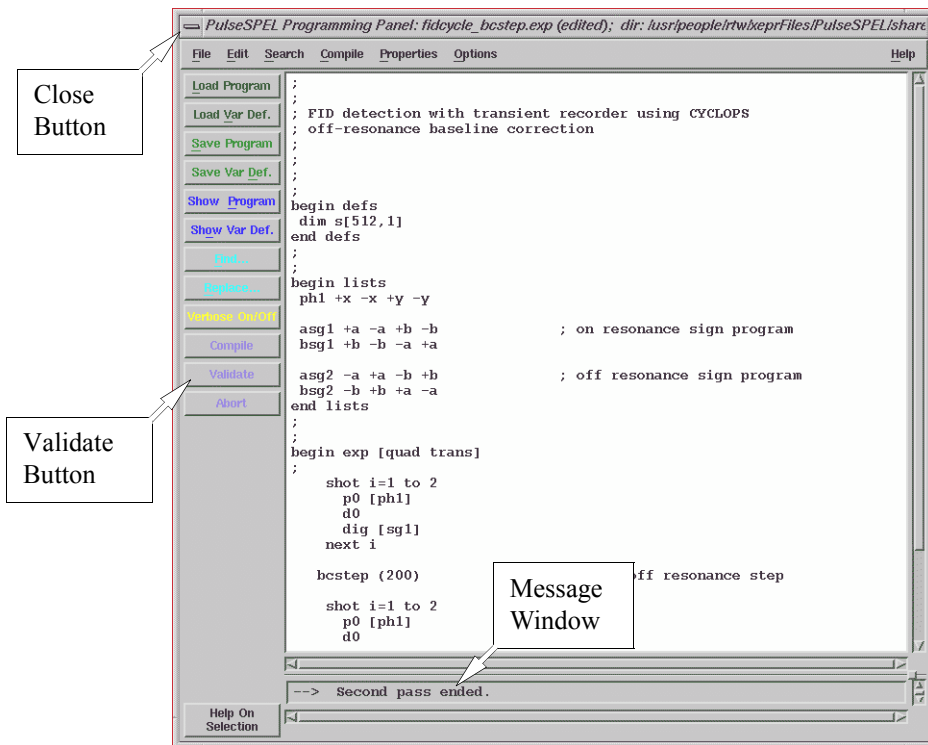 PulseSPEL Programming Panel: fidcycle_bcstep.exp (edited); dir: /usr/people/rtw/xeprFiles/PulseSPEL/share
File Edit Search Compile Properties Options Help
Close
Button
Load Program
Load Var Def.
Save Program
Save Var Def.
Show Program
Show Var Def.
Find...
Replace...
Verbose On/Off
Compile
Validate
Abort
Validate
Button
;
;
; FID detection with transient recorder using CYCLOPS
; off-resonance baseline correction
;
;
;
;
begin defs
dim s[512,1]
end defs
;
;
begin lists
ph1 +x -x +y -y
asg1 +a -a +b -b ; on resonance sign program
bsg1 +b -b -a +a
asg2 -a +a -b +b ; off resonance sign program
bsg2 -b +b +a -a
end lists
;
;
begin exp [quad trans]
;
shot i=1 to 2
p0 [ph1]
d0
dig [sg1]
next i
bcstep (200) off resonance step
shot i=1 to 2
p0 [ph1]
d0
Message
Window
--> Second pass ended.
Help On
Selection